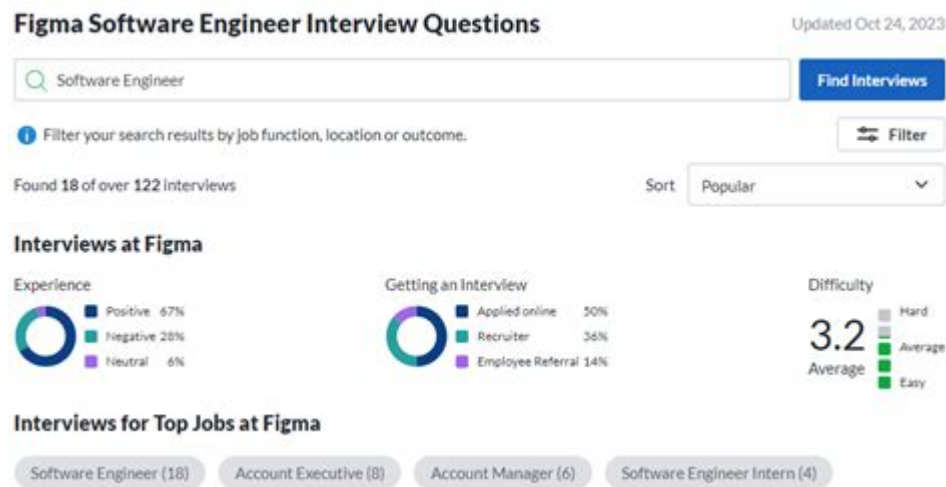 Figma Software Engineer Interview Questions
Updated Oct 24, 2023
Software Engineer
Find Interviews
Filter your search results by job function, location or outcome.
Filter
Found 18 of over 122 interviews
Sort
Popular
Interviews at Figma
Experience
Positive 67%
Negative 28%
Neutral 6%
Getting an Interview
Applied online 50%
Recruiter 36%
Employee Referral 14%
Difficulty
3.2
Average
Hard
Average
Easy
Interviews for Top Jobs at Figma
Software Engineer (18)
Account Executive (8)
Account Manager (6)
Software Engineer Intern (4)